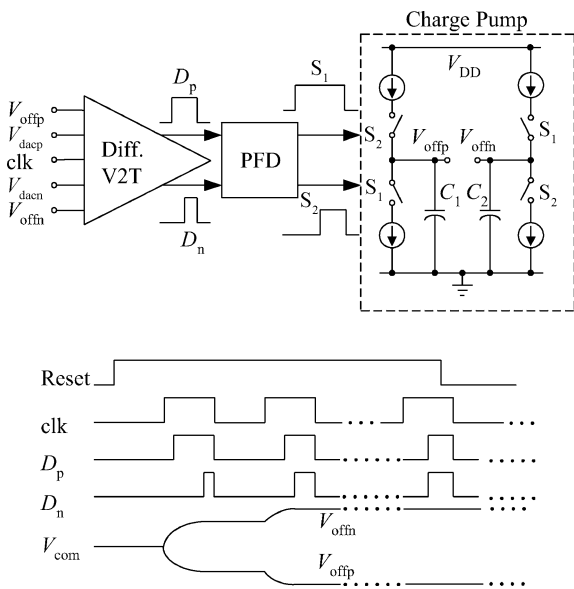 Charge Pump
D_p
S_1
V_DD
V_offp
V_dacp
clk
V_dacn
V_offn
Diff.
V2T
PFD
S_2
S_1
V_offp
V_offn
S_1
S_2
C_1
C_2
S_2
D_n
Reset
clk
D_p
D_n
V_com
V_offn
V_offp